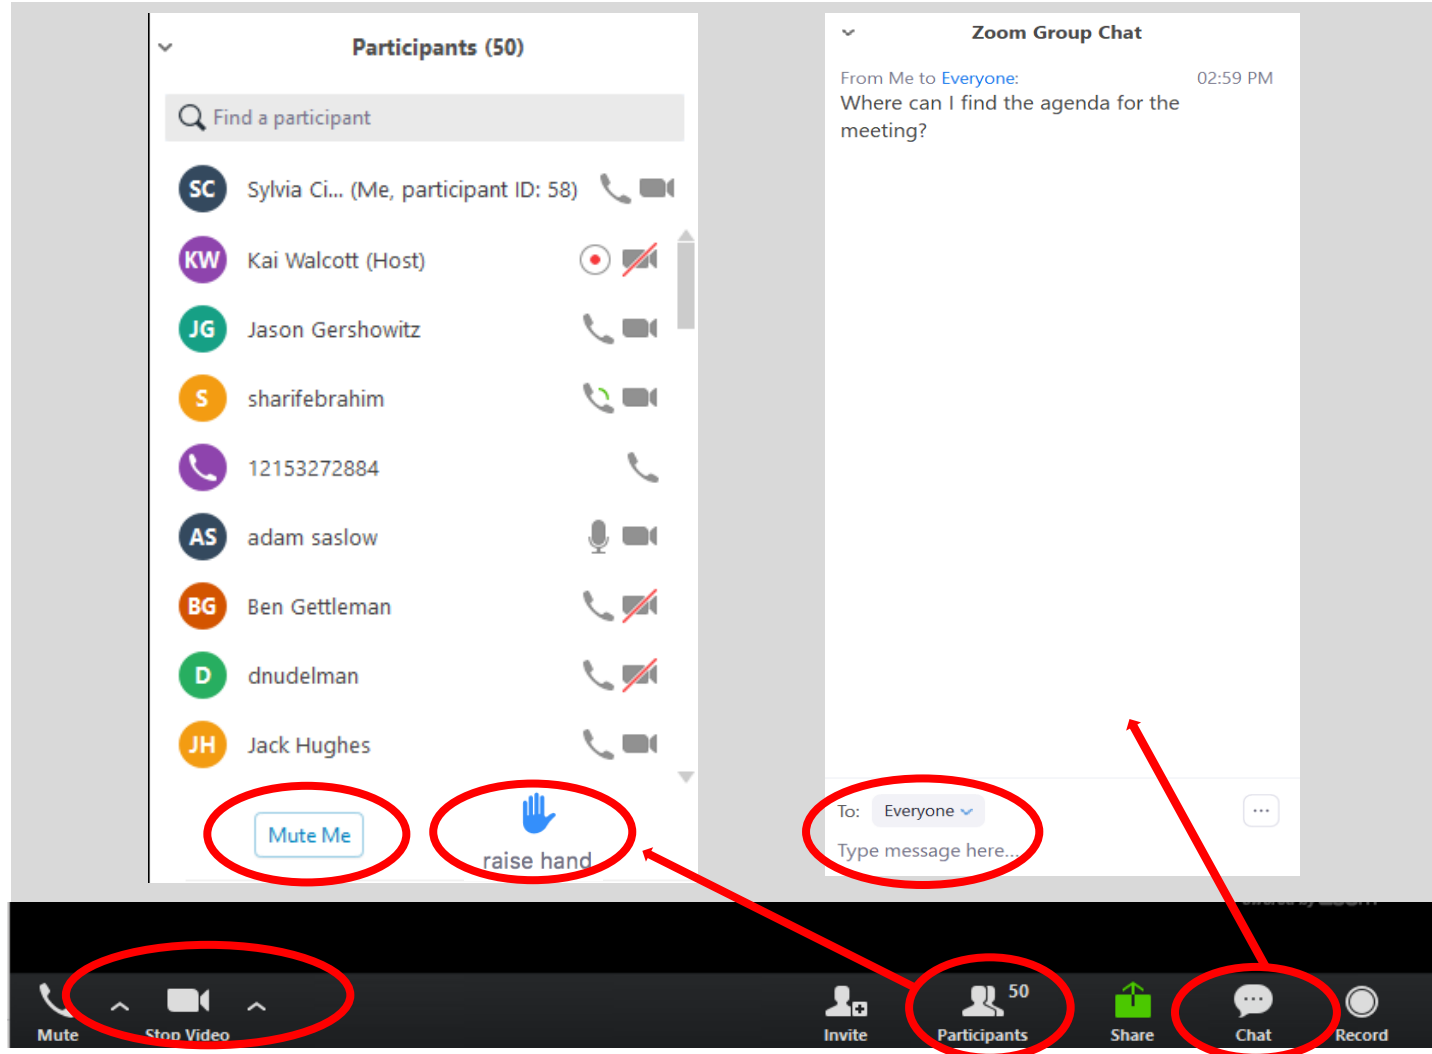 Participants (50)
Find a participant
SC Sylvia Ci... (Me, participant ID: 58)
KW Kai Walcott (Host)
JG Jason Gershowitz
S sharifebrahim
12153272884
AS adam saslow
BG Ben Gettleman
D dnudelman
JH Jack Hughes
Mute Me
raise hand
Zoom Group Chat
From Me to Everyone: 02:59 PM
Where can I find the agenda for the
meeting?
To: Everyone
Type message here...
50
Mute Stop Video Invite Participants Share Chat Record